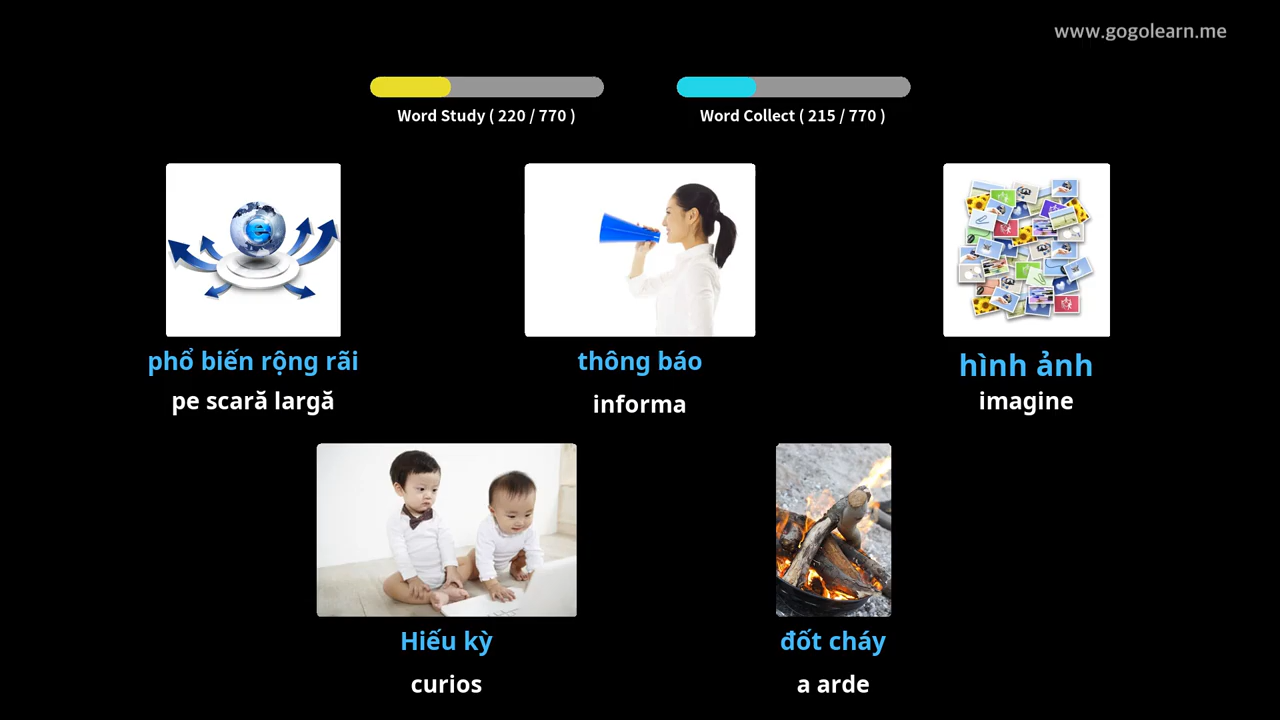 www.gogolearn.me
Word Study ( 220 / 770 )
Word Collect ( 215 / 770 )
phổ biến rộng rãi
pe scară largă
thông báo
informa
hình ảnh
imagine
Hiếu kỳ
curios
đốt cháy
a arde